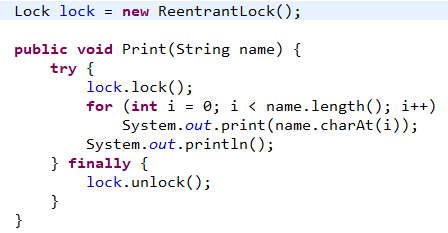 Lock lock = new ReentrantLock();

public void Print(String name) {
    try {
        lock.lock();
        for (int i = 0; i < name.length(); i++)
            System.out.print(name.charAt(i));
        System.out.println();
    } finally {
        lock.unlock();
    }
}